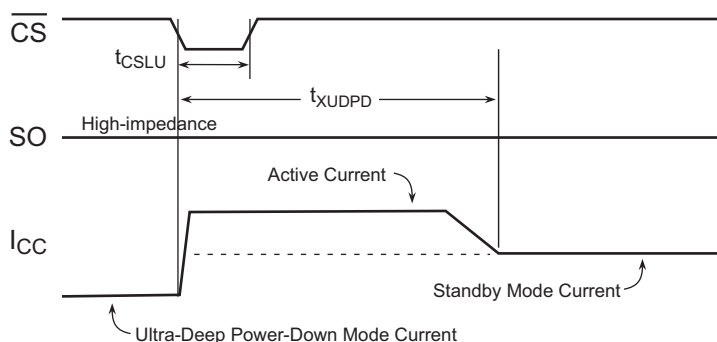 CS
tCSLU
tXUDPD
High-impedance
SO
Active Current
ICC
Standby Mode Current
Ultra-Deep Power-Down Mode Current